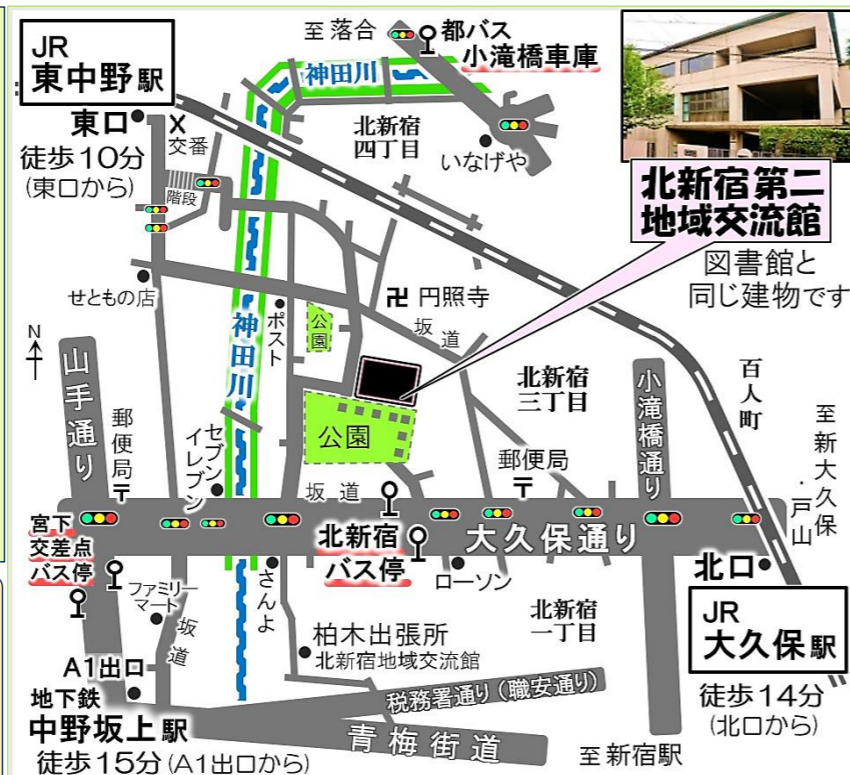 JR
東中野駅
東口
X
交番
徒歩10分
(東口から)
階段
至 落合
都バス
小滝橋車庫
神田川
北新宿
四丁目
いなげや
北新宿第二
地域交流館
図書館と
同じ建物です
せともの店
ポスト
公園
卍 円照寺
坂道
神田川
N
山手通り
郵便局
〒
セブン
イレブン
公園
北新宿
三丁目
小滝橋通り
百人町
至 新大久保
・戸山
坂道
郵便局
〒
宮下
交差点
バス停
北新宿
バス停
大久保通り
北口
ファミリー
マート
坂道
さんよ
ローソン
北新宿
一丁目
JR
大久保駅
徒歩14分
(北口から)
柏木出張所
北新宿地域交流館
A1出口
地下鉄
中野坂上駅
徒歩15分(A1出口から)
税務署通り(職安通り)
青梅街道
至 新宿駅